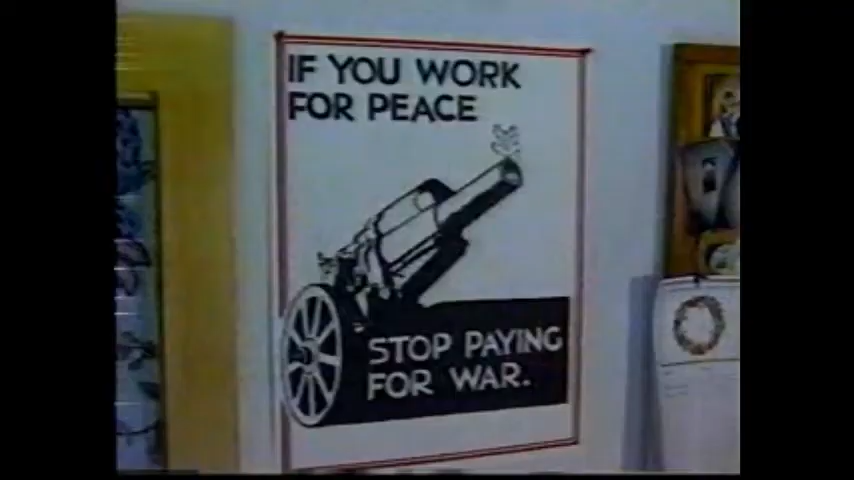 IF YOU WORK
FOR PEACE
STOP PAYING
FOR WAR.